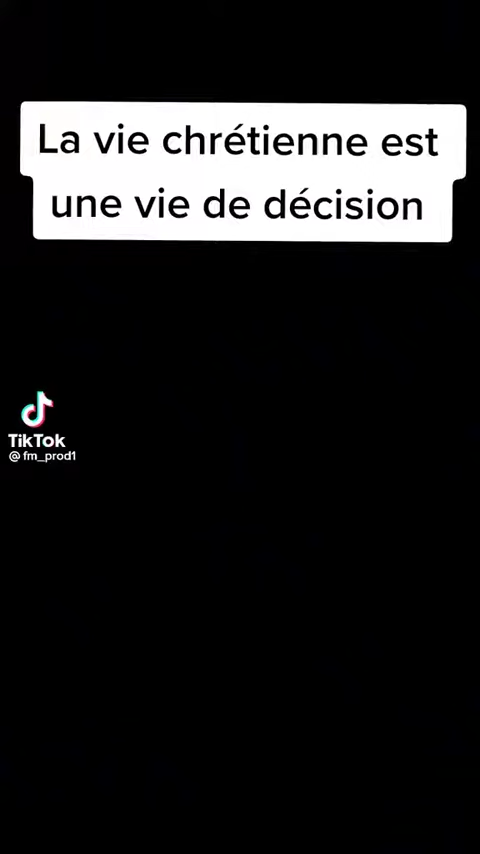 La vie chrétienne est
une vie de décision
TikTok
@ fm_prod1